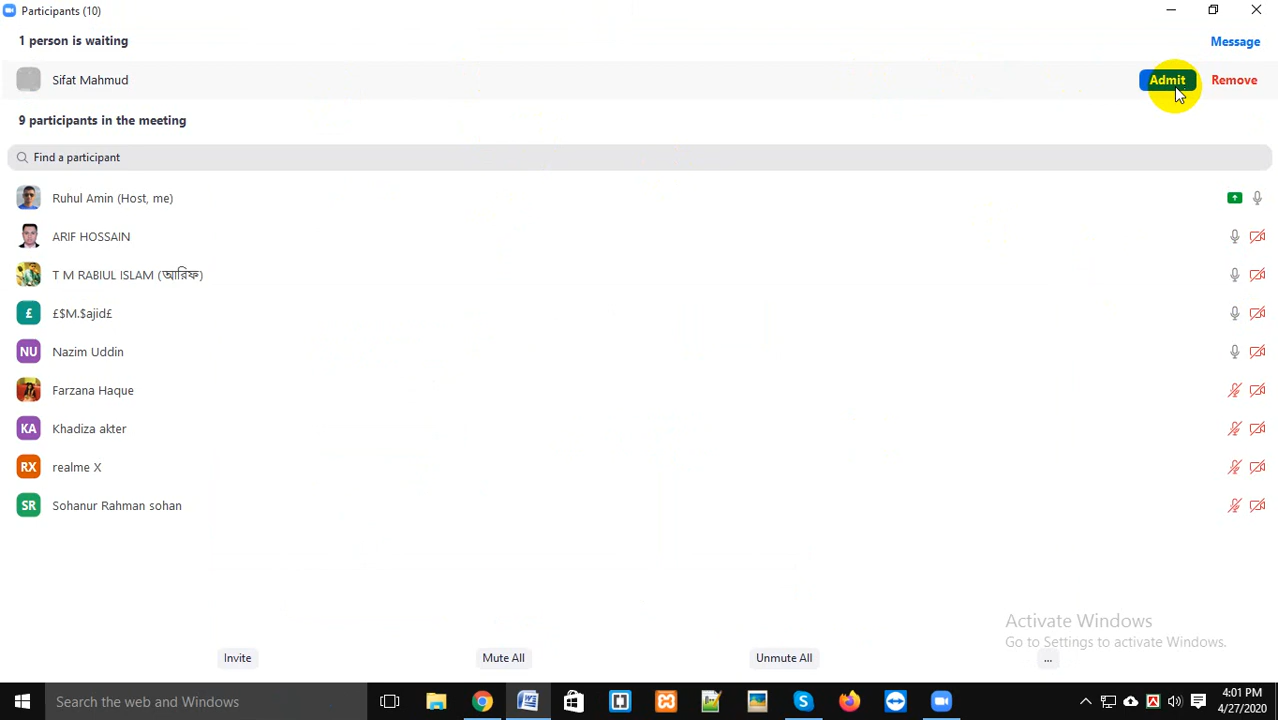 Participants (10)
1 person is waiting
Message
Sifat Mahmud
Admit
Remove
9 participants in the meeting
Find a participant
Ruhul Amin (Host, me)
ARIF HOSSAIN
T M RABIUL ISLAM (আরিফ)
£ £$M.$ajid£
NU Nazim Uddin
Farzana Haque
KA Khadiza akter
RX realme X
SR Sohanur Rahman sohan
Activate Windows
Go to Settings to activate Windows.
Invite
Mute All
Unmute All
...
Search the web and Windows
4:01 PM
4/27/2020